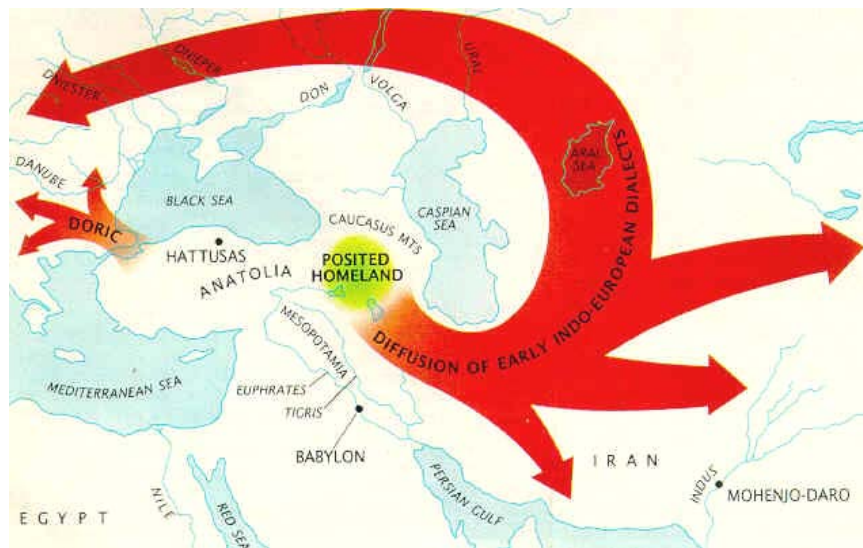 DNIEPER
DNIESTER
DON
VOLGA
URAL
ARAL
SEA
DANUBE
BLACK SEA
CASPIAN
SEA
CAUCASUS MTS
DORIC
HATTUSAS
ANATOLIA
POSITED
HOMELAND
DIFFUSION OF EARLY INDO-EUROPEAN DIALECTS
MESOPOTAMIA
MEDITERRANEAN SEA
EUPHRATES
TIGRIS
BABYLON
IRAN
PERSIAN GULF
INDUS
MOHENJO-DARO
NILE
RED SEA
EGYPT